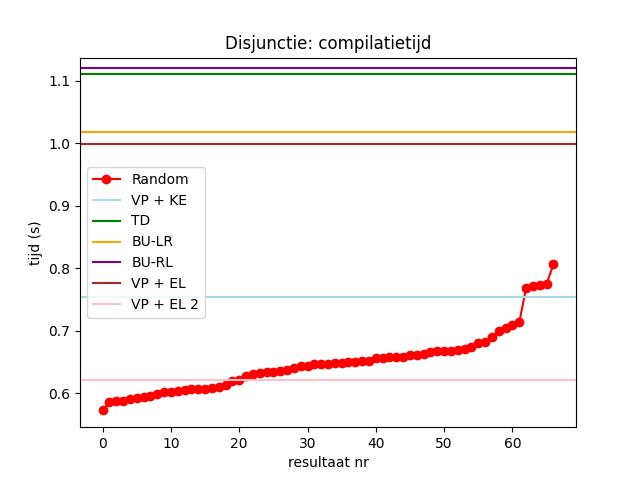 Disjunctie: compilatietijd
tijd (s)
1.1
1.0
0.9
0.8
0.7
0.6
Random
VP + KE
TD
BU-LR
BU-RL
VP + EL
VP + EL 2
0 10 20 30 40 50 60
resultaat nr